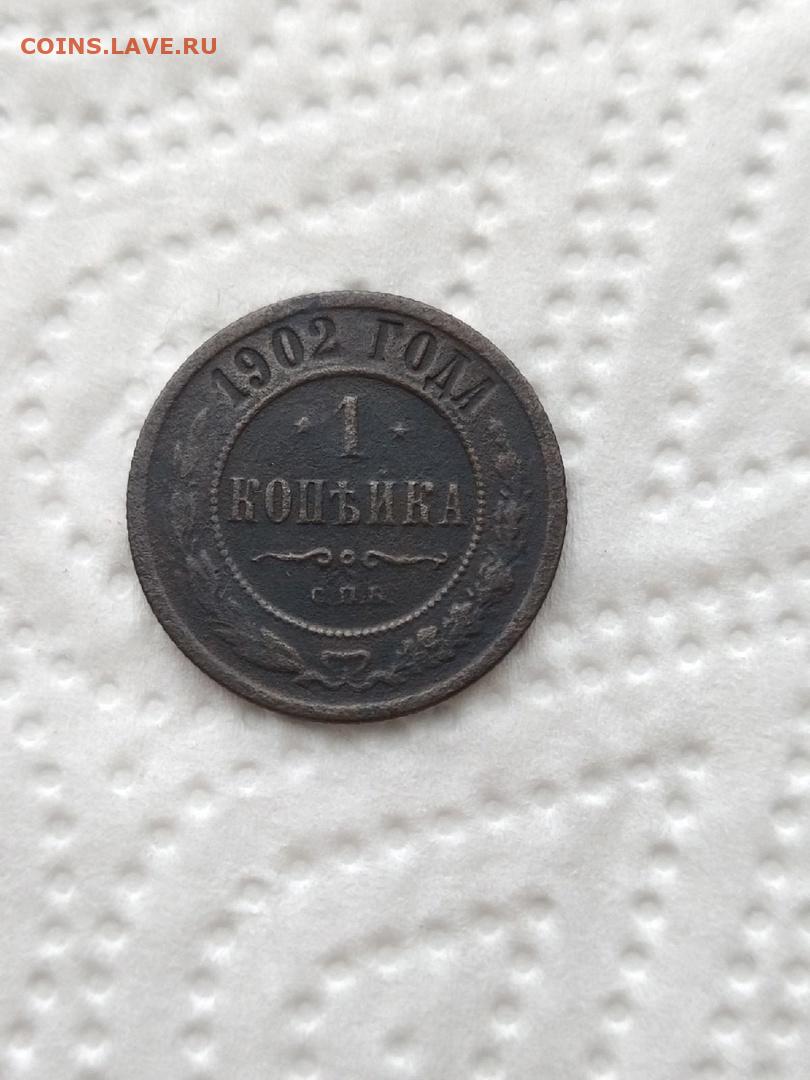 COINS.LAVE.RU
1902 ГОДА
1
КОПѢЙКА
С.П.Б.